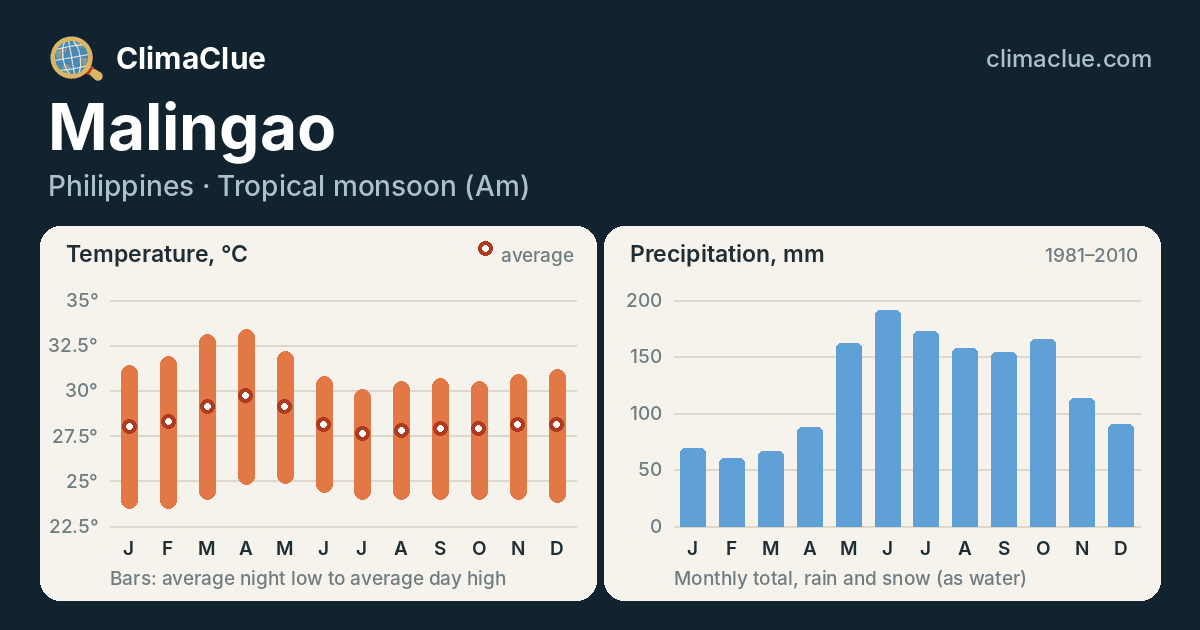 ClimaClue
climaclue.com
Malingao
Philippines · Tropical monsoon (Am)
Temperature, °C
average
35°
32.5°
30°
27.5°
25°
22.5°
J F M A M J J A S O N D
Bars: average night low to average day high
Precipitation, mm
1981–2010
200
150
100
50
0
J F M A M J J A S O N D
Monthly total, rain and snow (as water)